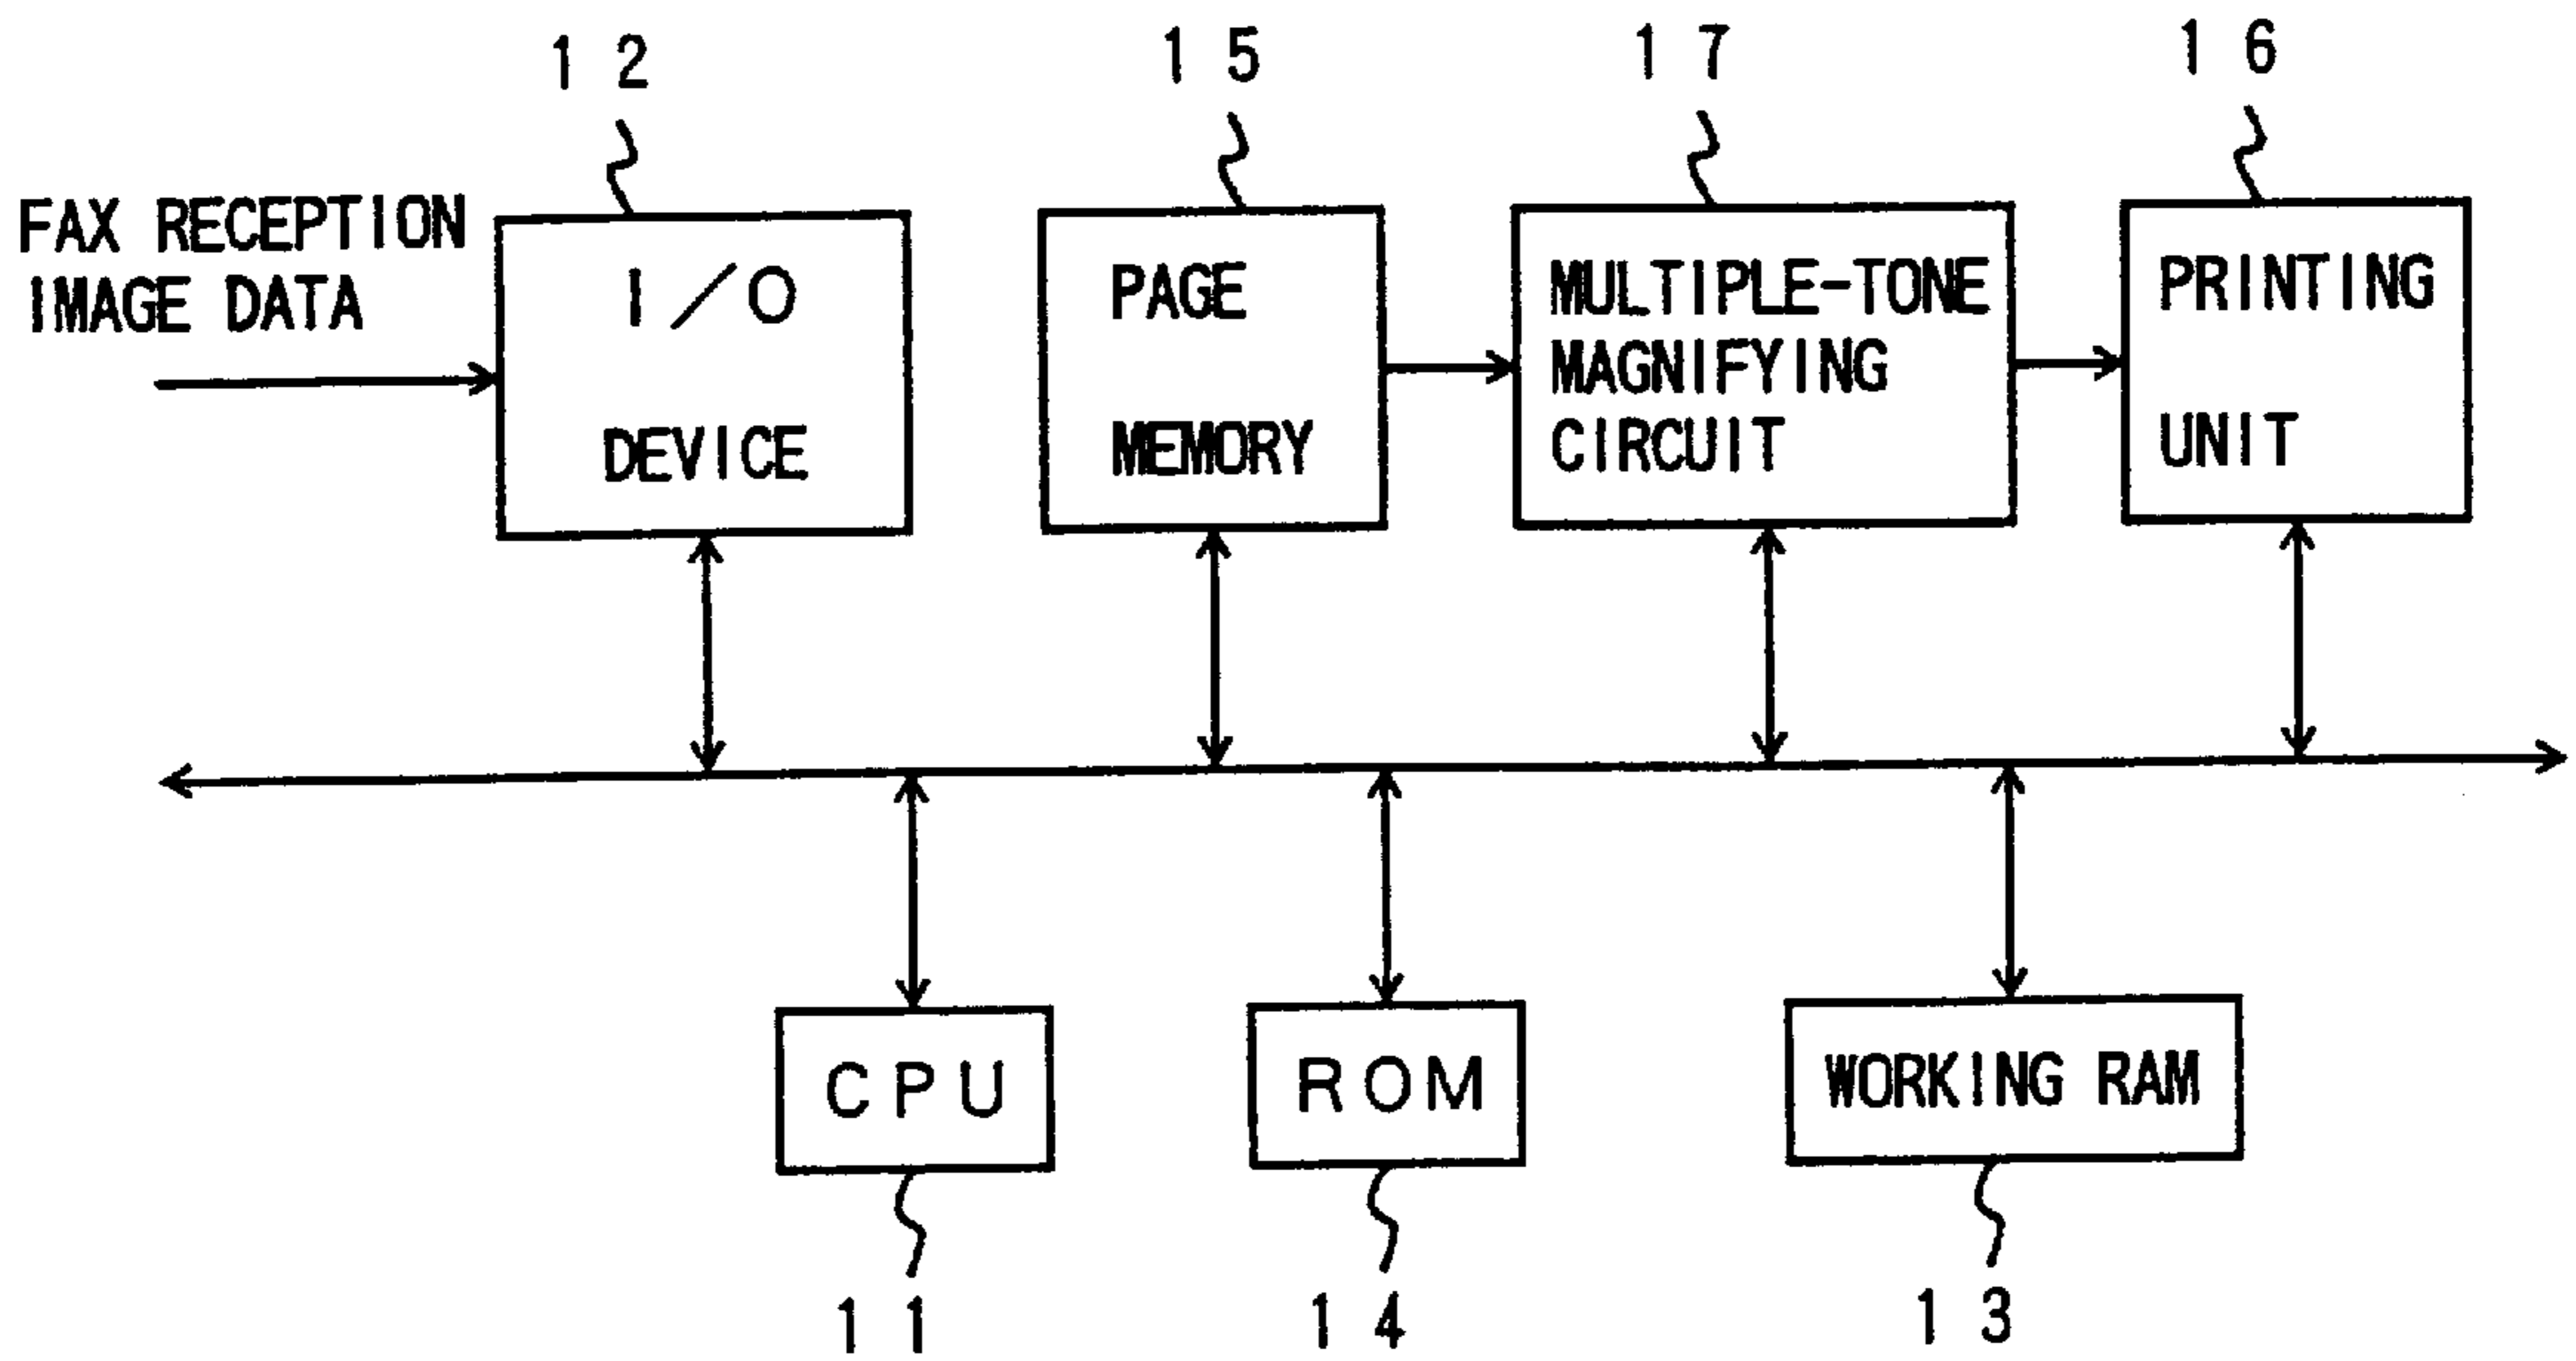 12
15
17
16
FAX RECEPTION
IMAGE DATA
I/O
DEVICE
PAGE
MEMORY
MULTIPLE-TONE
MAGNIFYING
CIRCUIT
PRINTING
UNIT
CPU
ROM
WORKING RAM
11
14
13